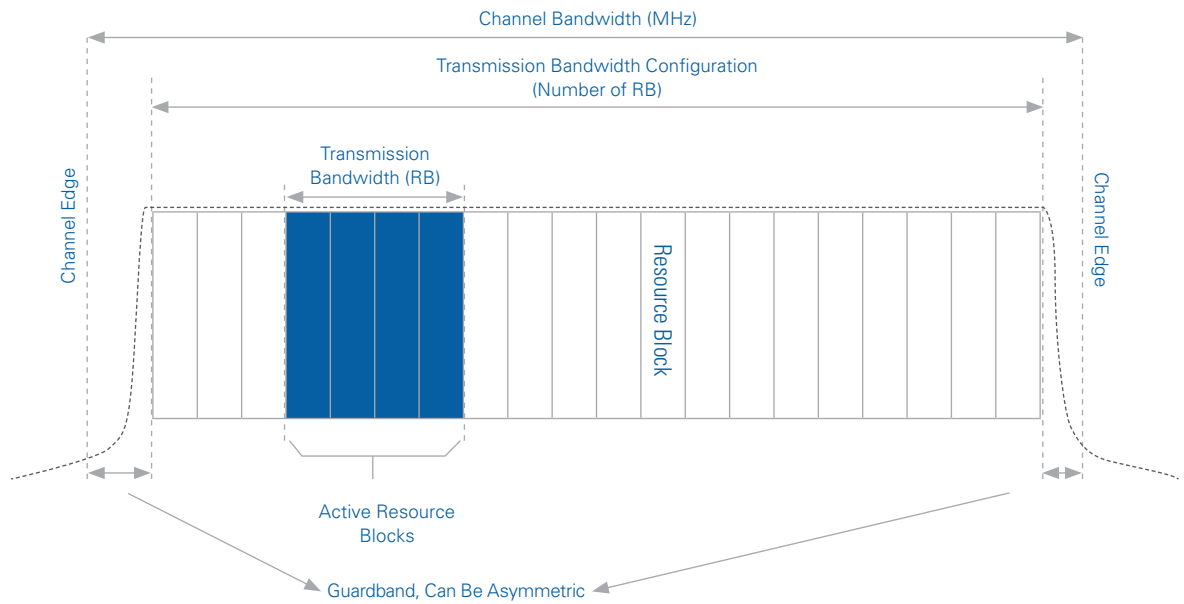 Channel Bandwidth (MHz)
Transmission Bandwidth Configuration
(Number of RB)
Transmission
Bandwidth (RB)
Channel Edge
Resource Block
Channel Edge
Active Resource
Blocks
Guardband, Can Be Asymmetric